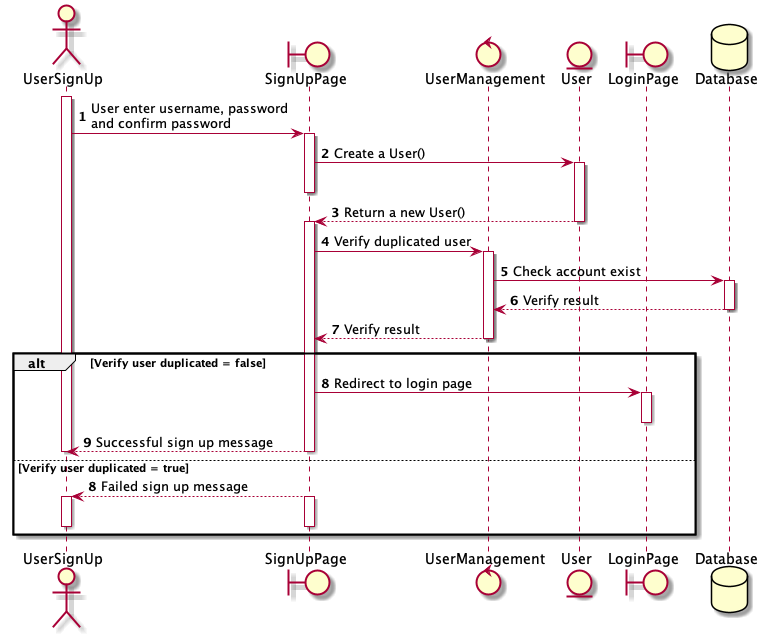 UserSignUp
SignUpPage
UserManagement
User
LoginPage
Database
1 User enter username, password
and confirm password
2 Create a User()
3 Return a new User()
4 Verify duplicated user
5 Check account exist
6 Verify result
7 Verify result
alt [Verify user duplicated = false]
8 Redirect to login page
9 Successful sign up message
[Verify user duplicated = true]
8 Failed sign up message
UserSignUp
SignUpPage
UserManagement
User
LoginPage
Database